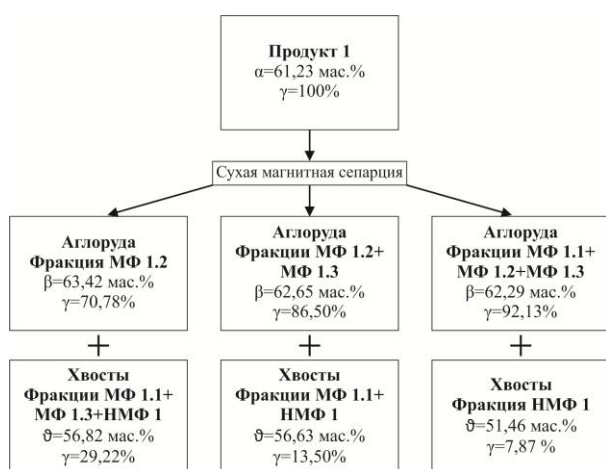 Продукт 1
α=61,23 мас.%
γ=100%
Сухая магнитная сепарция
Аглоруда
Фракция МФ 1.2
β=63,42 мас.%
γ=70,78%
Аглоруда
Фракции МФ 1.2+
МФ 1.3
β=62,65 мас.%
γ=86,50%
Аглоруда
Фракции МФ 1.1+
МФ 1.2+МФ 1.3
β=62,29 мас.%
γ=92,13%
+
+
+
Хвосты
Фракции МФ 1.1+
МФ 1.3+НМФ 1
ϑ=56,82 мас.%
γ=29,22%
Хвосты
Фракции МФ 1.1+
НМФ 1
ϑ=56,63 мас.%
γ=13,50%
Хвосты
Фракция НМФ 1
ϑ=51,46 мас.%
γ=7,87 %